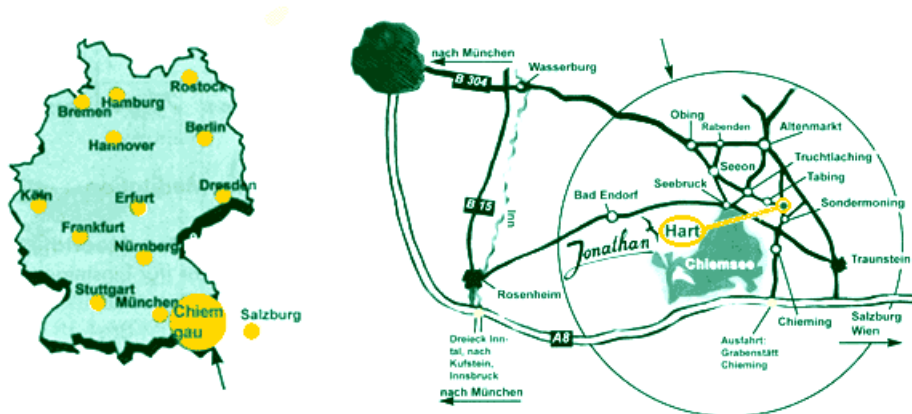 Rostock
Hamburg
Bremen
Berlin
Hannover
Dresden
Köln
Erfurt
Frankfurt
Nürnberg
Stuttgart
München
Chiem
gau
Salzburg
nach München
B 304
Wasserburg
Obing
Rabenden
Altenmarkt
Truchtlaching
Seeon
Tabing
Seebruck
Bad Endorf
Sondermoning
B 15
Inn
Jonathan
Hart
Chiemsee
Traunstein
Rosenheim
Chieming
Salzburg
Wien
A8
Dreieck Inn-
tal, nach
Kufstein,
Innsbruck
Ausfahrt:
Grabenstätt
Chieming
nach München